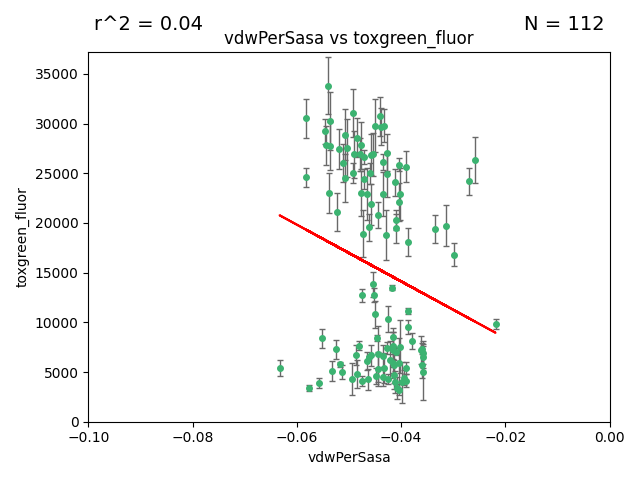 r^2 = 0.04
N = 112
vdwPerSasa vs toxgreen_fluor
35000
30000
25000
20000
15000
10000
5000
0
toxgreen_fluor
−0.10
−0.08
−0.06
−0.04
−0.02
0.00
vdwPerSasa